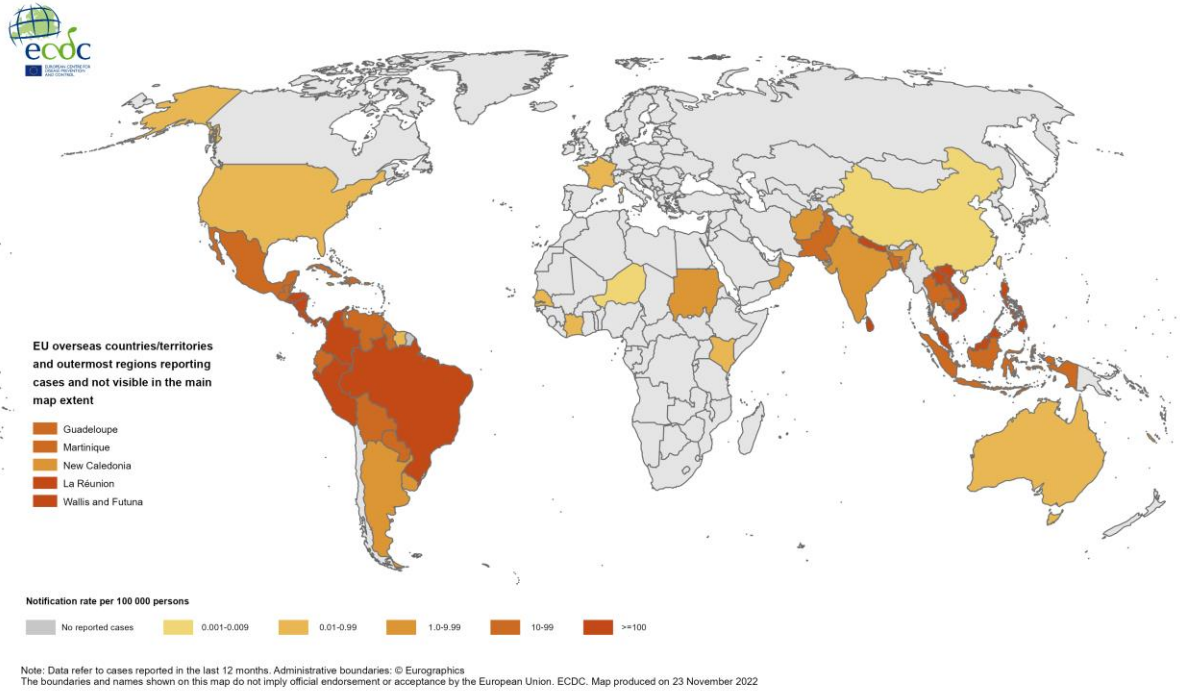 ecdc
EUROPEAN CENTRE FOR
DISEASE PREVENTION
AND CONTROL
EU overseas countries/territories
and outermost regions reporting
cases and not visible in the main
map extent
Guadeloupe
Martinique
New Caledonia
La Réunion
Wallis and Futuna
Notification rate per 100 000 persons
No reported cases
0.001-0.009
0.01-0.99
1.0-9.99
10-99
>=100
Note: Data refer to cases reported in the last 12 months. Administrative boundaries: © Eurographics
The boundaries and names shown on this map do not imply official endorsement or acceptance by the European Union. ECDC. Map produced on 23 November 2022